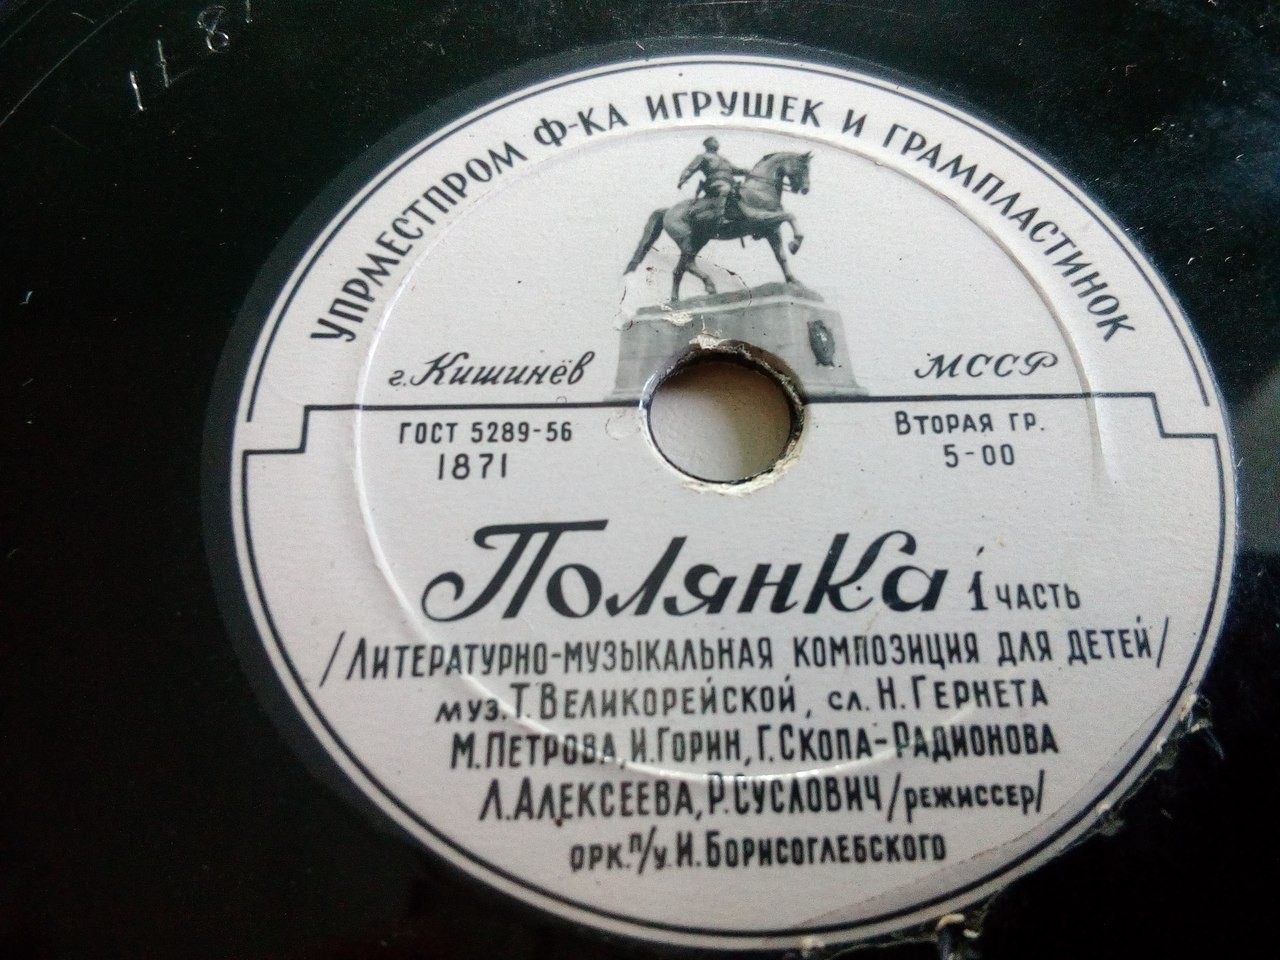 1871
УПРМЕСТПРОМ Ф-КА ИГРУШЕК И ГРАМПЛАСТИНОК
г. Кишинёв
МССР
ГОСТ 5289-56
1871
ВТОРАЯ ГР.
5-00
ПОЛЯНКА 1 ЧАСТЬ
/ЛИТЕРАТУРНО-МУЗЫКАЛЬНАЯ КОМПОЗИЦИЯ ДЛЯ ДЕТЕЙ/
МУЗ. Т. ВЕЛИКОРЕЙСКОЙ, СЛ. Н. ГЕРНЕТА
М. ПЕТРОВА, И. ГОРИН, Г. СКОПА-РАДИОНОВА
Л. АЛЕКСЕЕВА, Р. СУСЛОВИЧ /РЕЖИССЕР/
ОРК. П/У. И. БОРИСОГЛЕБСКОГО